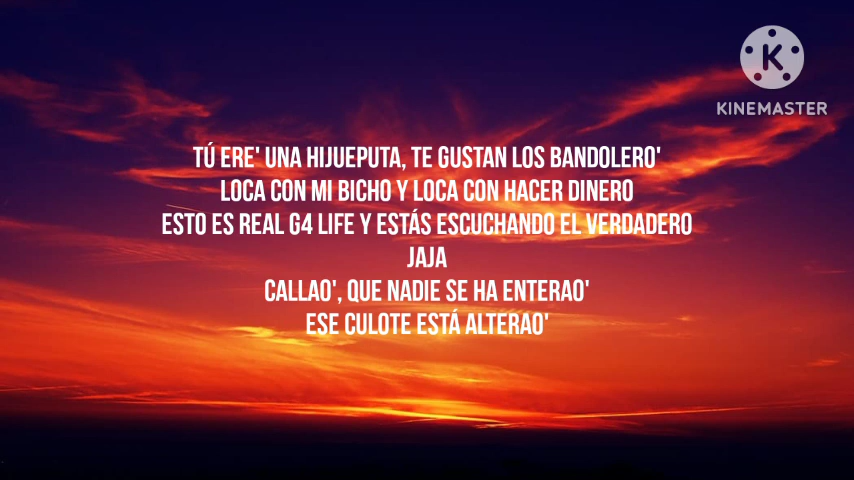 KINEMASTER
TÚ ERE' UNA HIJUEPUTA, TE GUSTAN LOS BANDOLERO'
LOCA CON MI BICHO Y LOCA CON HACER DINERO
ESTO ES REAL G4 LIFE Y ESTÁS ESCUCHANDO EL VERDADERO
JAJA
CALLAO', QUE NADIE SE HA ENTERAO'
ESE CULOTE ESTÁ ALTERAO'